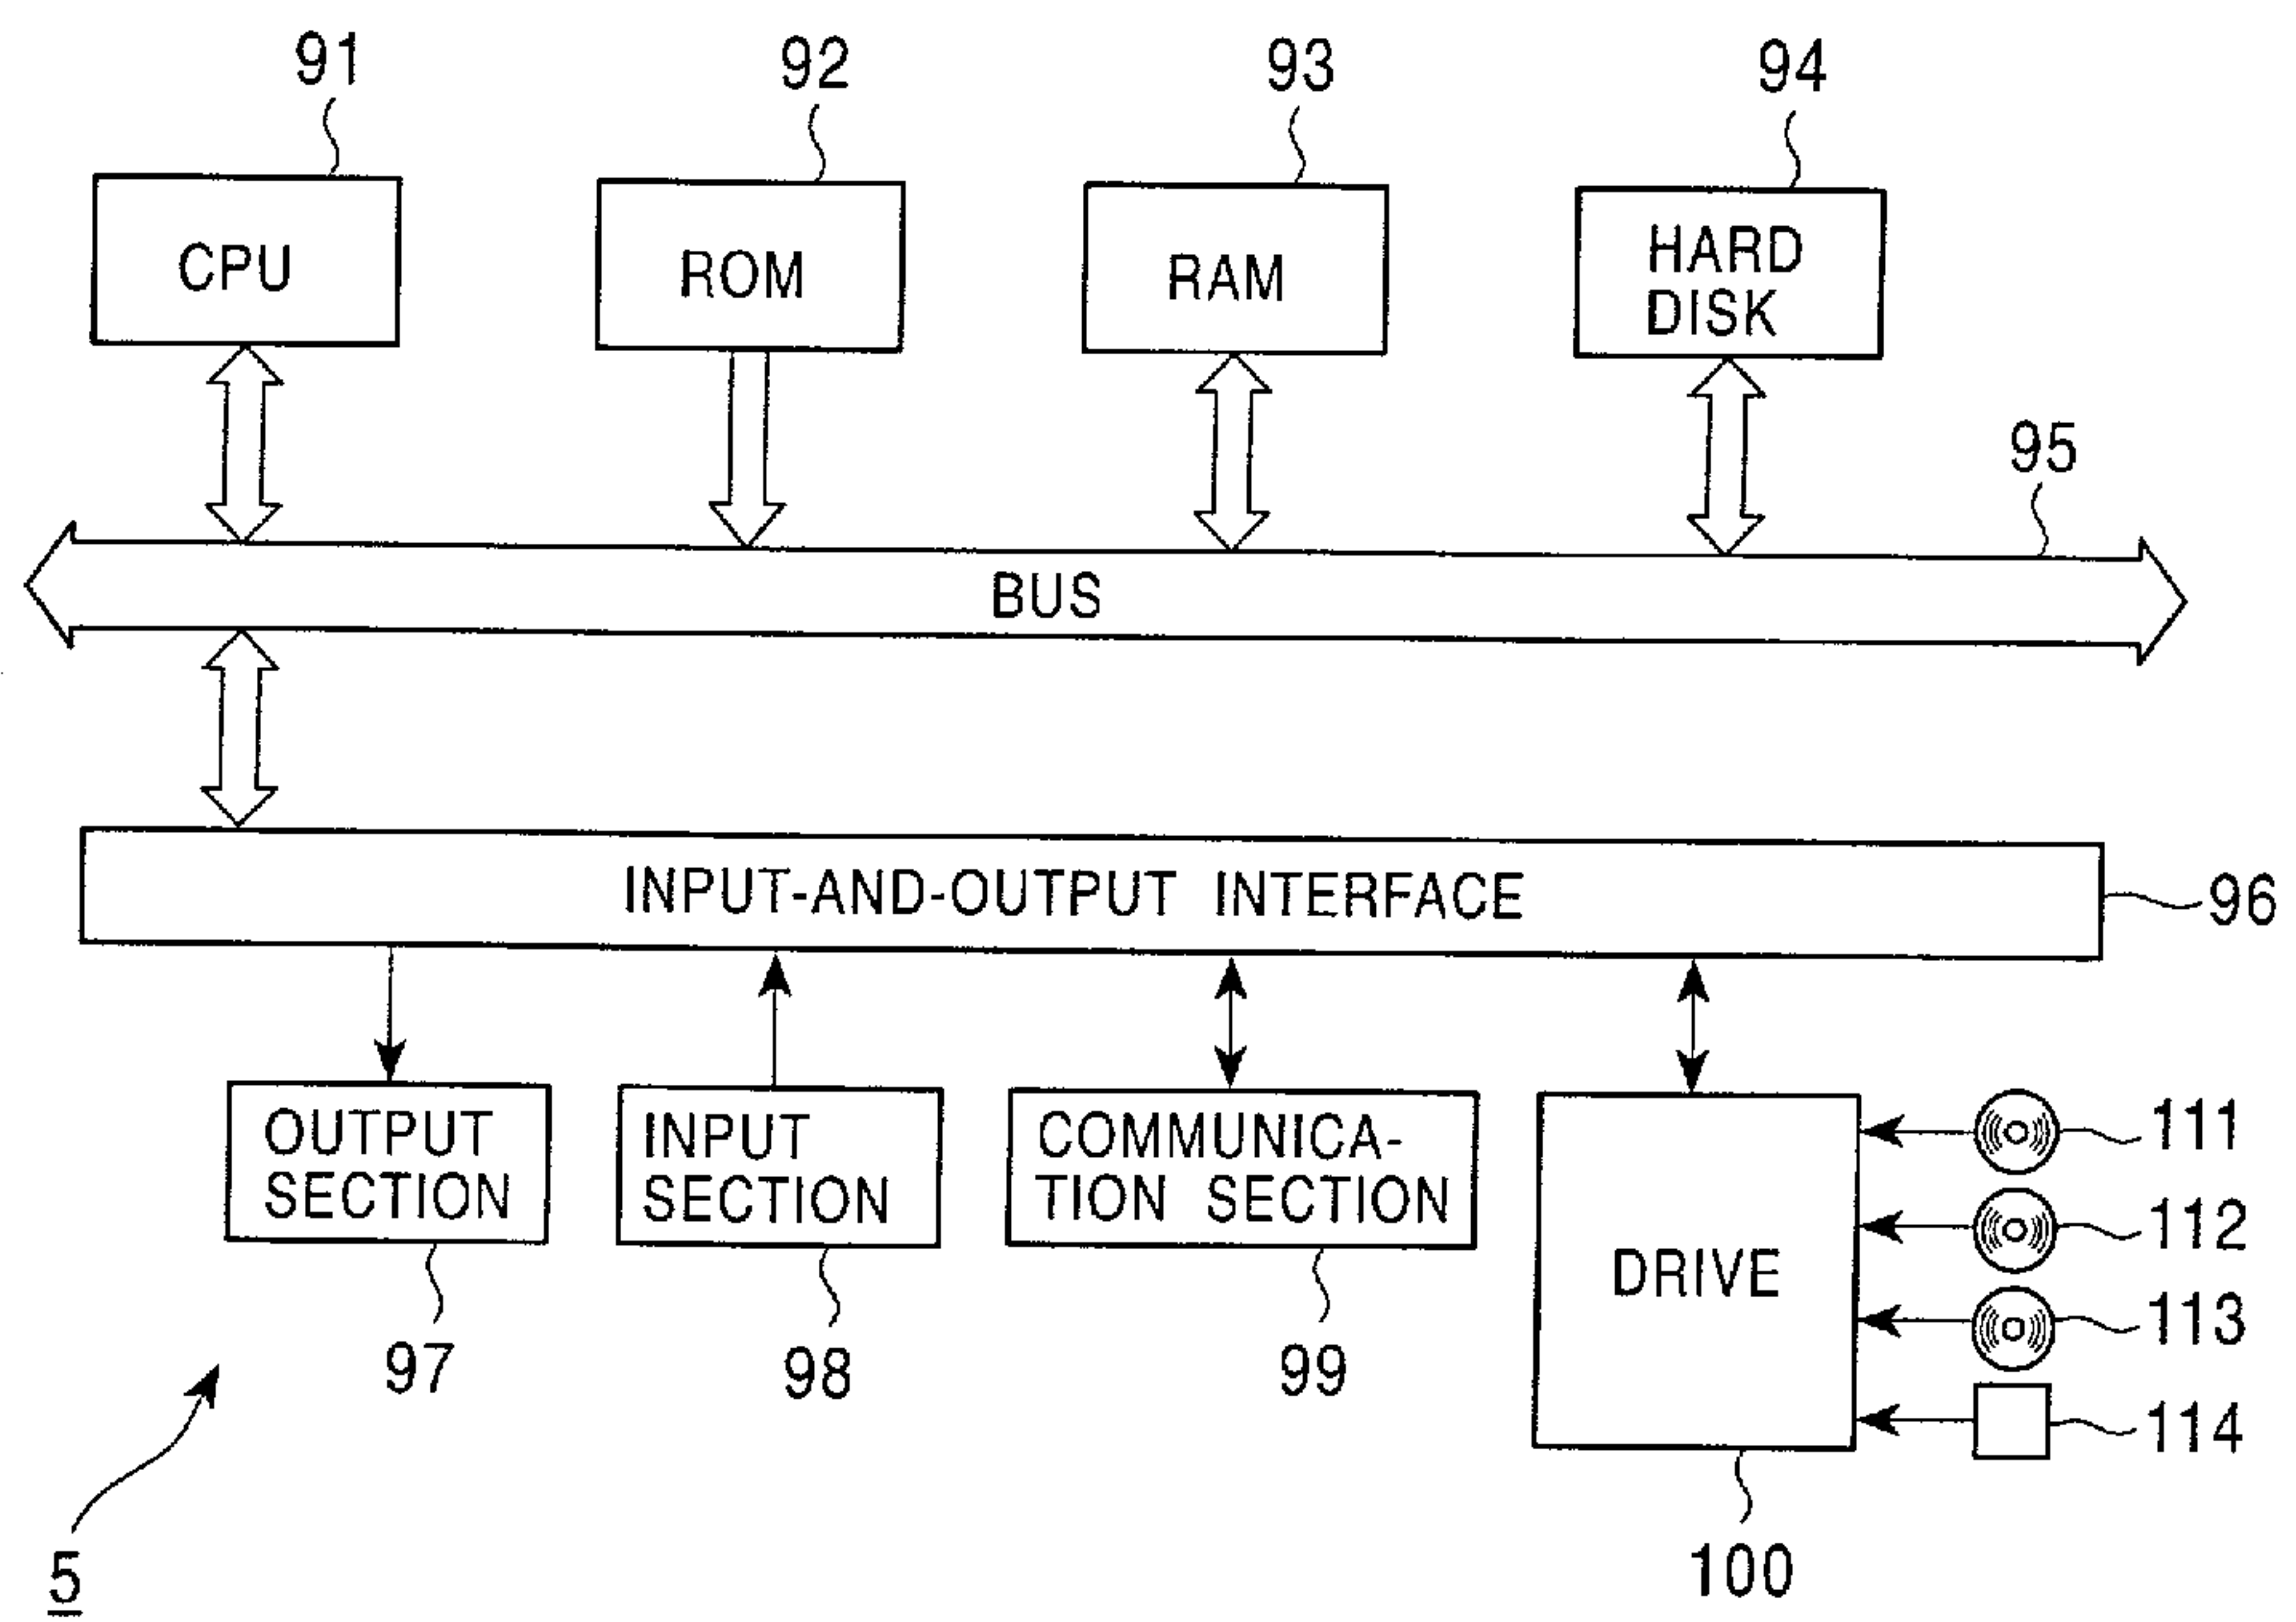 91 92 93 94
CPU ROM RAM HARD
DISK
95
BUS
INPUT-AND-OUTPUT INTERFACE 96
OUTPUT
SECTION
INPUT
SECTION
COMMUNICA-
TION SECTION
DRIVE
111
112
113
114
97 98 99
100
5